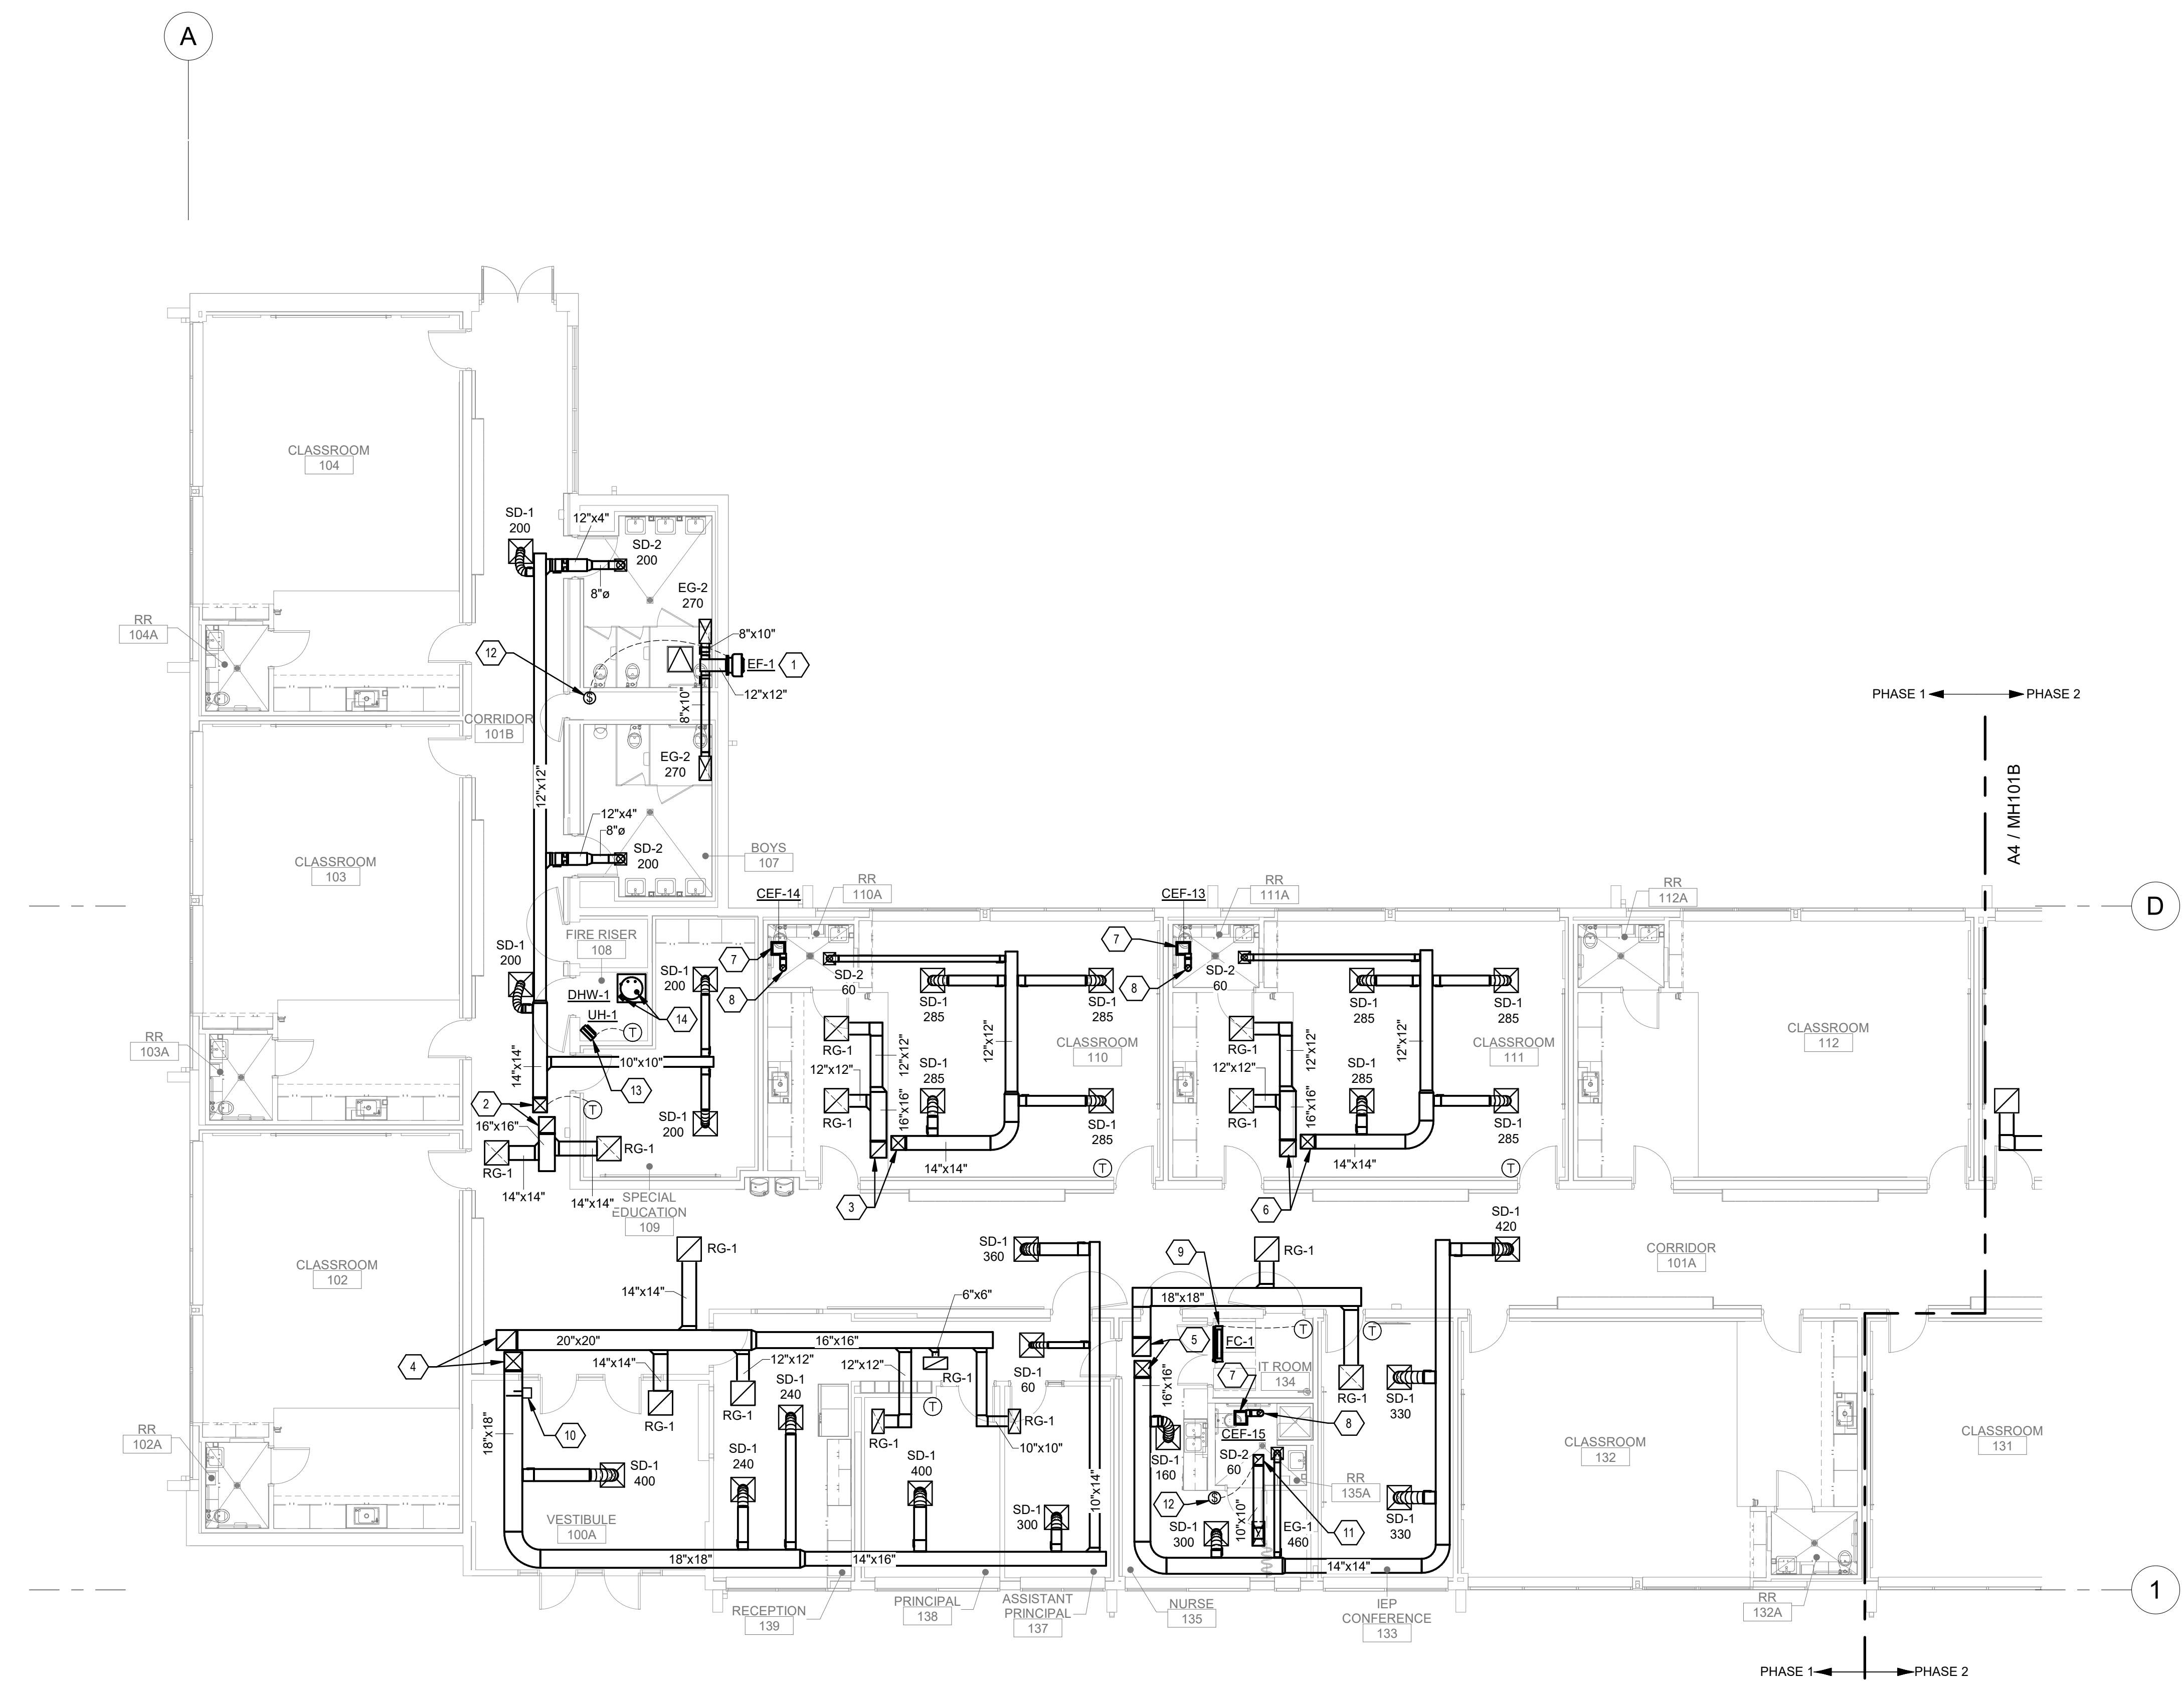 A
CLASSROOM
104
SD-1
200
12"x4"
SD-2
200
8"ø
EG-2
270
8"x10"
EF-1
1
12"x12"
12
8"x10"
RR
104A
CORRIDOR
101B
EG-2
270
PHASE 1
PHASE 2
A4 / MH101B
12"x12"
12"x4"
8"ø
SD-2
200
BOYS
107
CLASSROOM
103
CEF-14
RR
110A
CEF-13
RR
111A
RR
112A
D
FIRE RISER
108
SD-1
200
SD-1
200
7
8
SD-2
60
7
8
SD-2
60
DHW-1
14
UH-1
T
SD-1
285
SD-1
285
SD-1
285
SD-1
285
RR
103A
14"x14"
10"x10"
13
RG-1
12"x12"
12"x12"
CLASSROOM
110
RG-1
12"x12"
12"x12"
CLASSROOM
111
CLASSROOM
112
12"x12"
SD-1
285
12"x12"
SD-1
285
2
T
16"x16"
SD-1
200
RG-1
16"x16"
SD-1
285
RG-1
16"x16"
SD-1
285
RG-1
RG-1
14"x14"
14"x14"
14"x14"
T
14"x14"
T
SPECIAL
EDUCATION
109
3
6
CLASSROOM
102
RG-1
SD-1
360
9
RG-1
SD-1
420
CORRIDOR
101A
14"x14"
6"x6"
18"x18"
20"x20"
16"x16"
4
14"x14"
12"x12"
12"x12"
RG-1
SD-1
60
5
FC-1
T
T
7
IT ROOM
134
16"x16"
RG-1
RG-1
RG-1
SD-1
240
T
RG-1
RG-1
10"x10"
SD-1
330
8
CEF-15
RR
102A
18"x18"
10
SD-1
240
SD-1
400
SD-1
400
10"x14"
SD-1
160
SD-2
60
RR
135A
CLASSROOM
132
CLASSROOM
131
12
VESTIBULE
100A
SD-1
300
SD-1
300
10"x10"
EG-1
460
11
SD-1
330
18"x18"
14"x16"
14"x14"
RECEPTION
139
PRINCIPAL
138
ASSISTANT
PRINCIPAL
137
NURSE
135
IEP
CONFERENCE
133
RR
132A
1
PHASE 1
PHASE 2